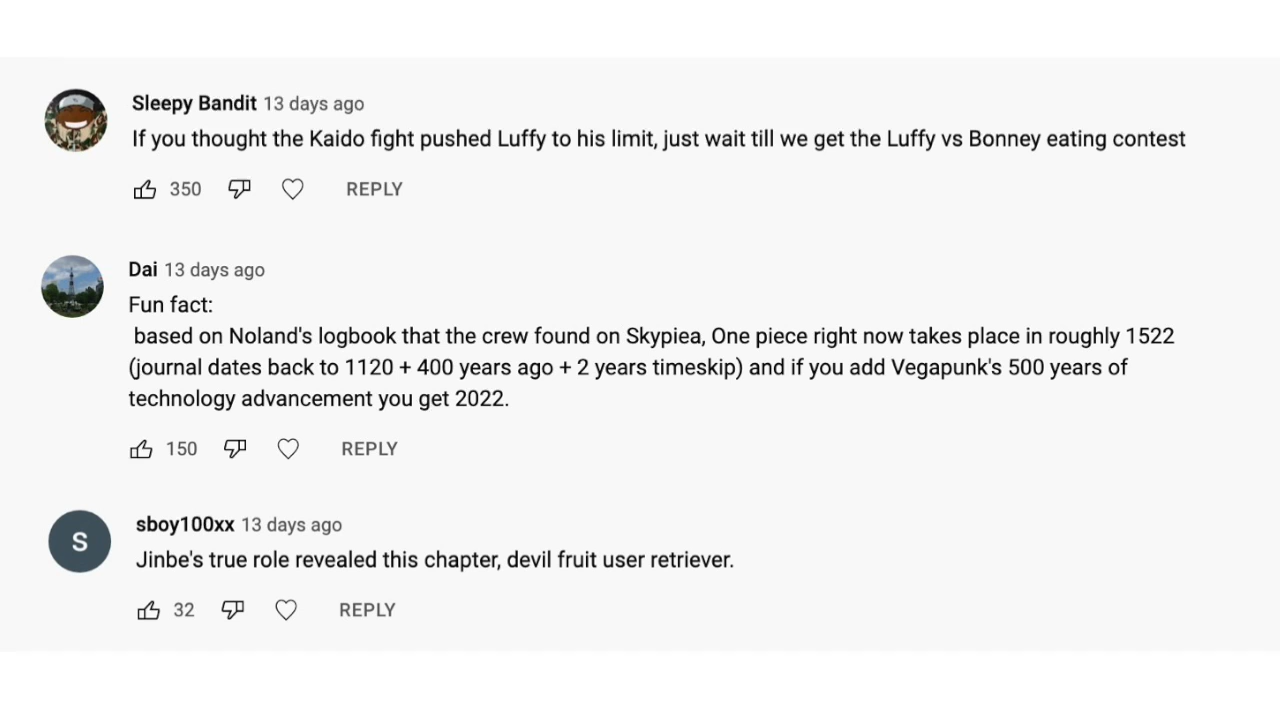 Sleepy Bandit 13 days ago
If you thought the Kaido fight pushed Luffy to his limit, just wait till we get the Luffy vs Bonney eating contest
350 REPLY
Dai 13 days ago
Fun fact:
based on Noland's logbook that the crew found on Skypiea, One piece right now takes place in roughly 1522
(journal dates back to 1120 + 400 years ago + 2 years timeskip) and if you add Vegapunk's 500 years of
technology advancement you get 2022.
150 REPLY
S
sboy100xx 13 days ago
Jinbe's true role revealed this chapter, devil fruit user retriever.
32 REPLY